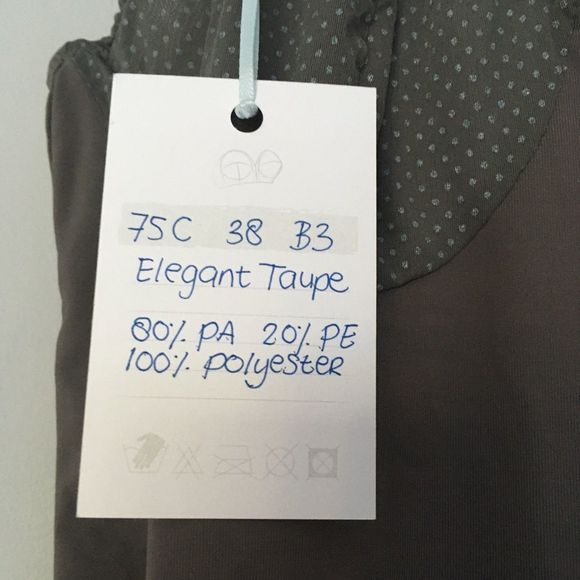 75C 38 B3
Elegant Taupe
80% PA 20% PE
100% polyester